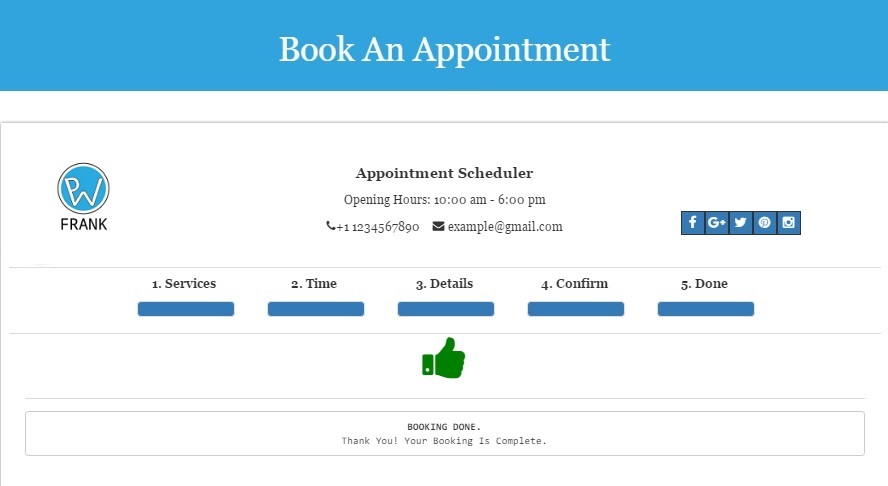 Book An Appointment
PW
FRANK
Appointment Scheduler
Opening Hours: 10:00 am - 6:00 pm
+1 1234567890 example@gmail.com
f G+
1. Services 2. Time 3. Details 4. Confirm 5. Done
BOOKING DONE.
Thank You! Your Booking Is Complete.